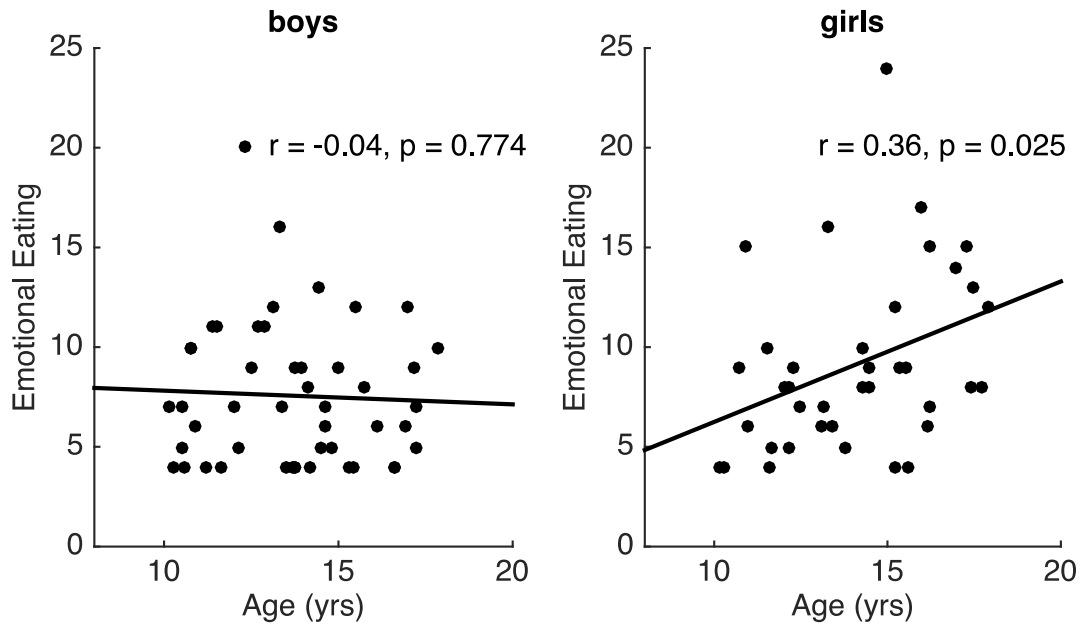 boys
25
20
15
10
5
0
Emotional Eating
r = -0.04, p = 0.774
10
15
20
Age (yrs)
girls
25
20
15
10
5
0
Emotional Eating
r = 0.36, p = 0.025
10
15
20
Age (yrs)